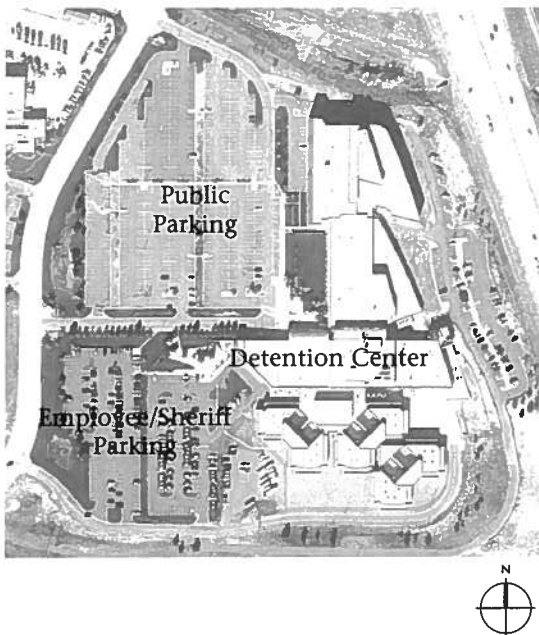 Public
Parking
Detention Center
Employee/Sheriff
Parking
N